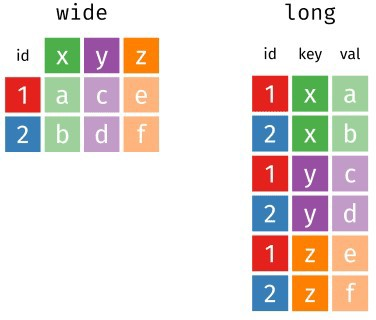 wide
id x y z
1 a c e
2 b d f
long
id key val
1 x a
2 x b
1 y c
2 y d
1 z e
2 z f